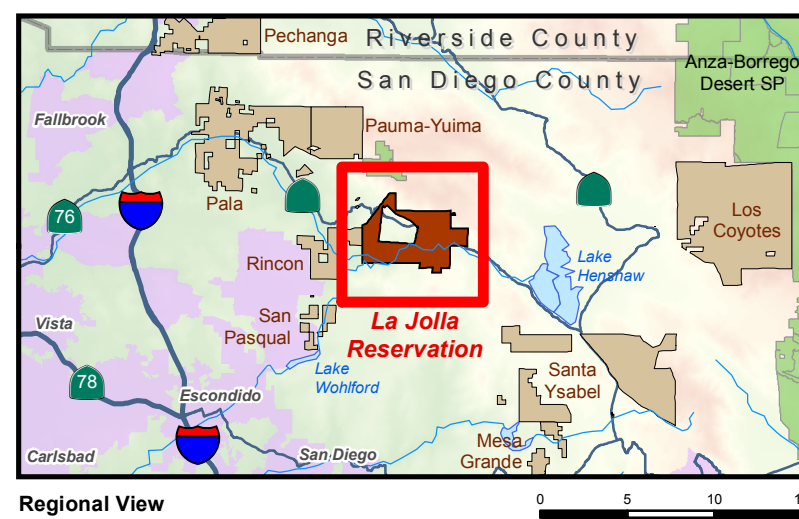 Pechanga
Riverside County
San Diego County
Anza-Borrego
Desert SP
Fallbrook
Pauma-Yuima
76
Pala
Los
Coyotes
Rincon
Lake
Henshaw
San
Pasqual
La Jolla
Reservation
Vista
Lake
Wohlford
78
Santa
Ysabel
Escondido
Mesa
Grande
Carlsbad
San Diego
Regional View
0 5 10